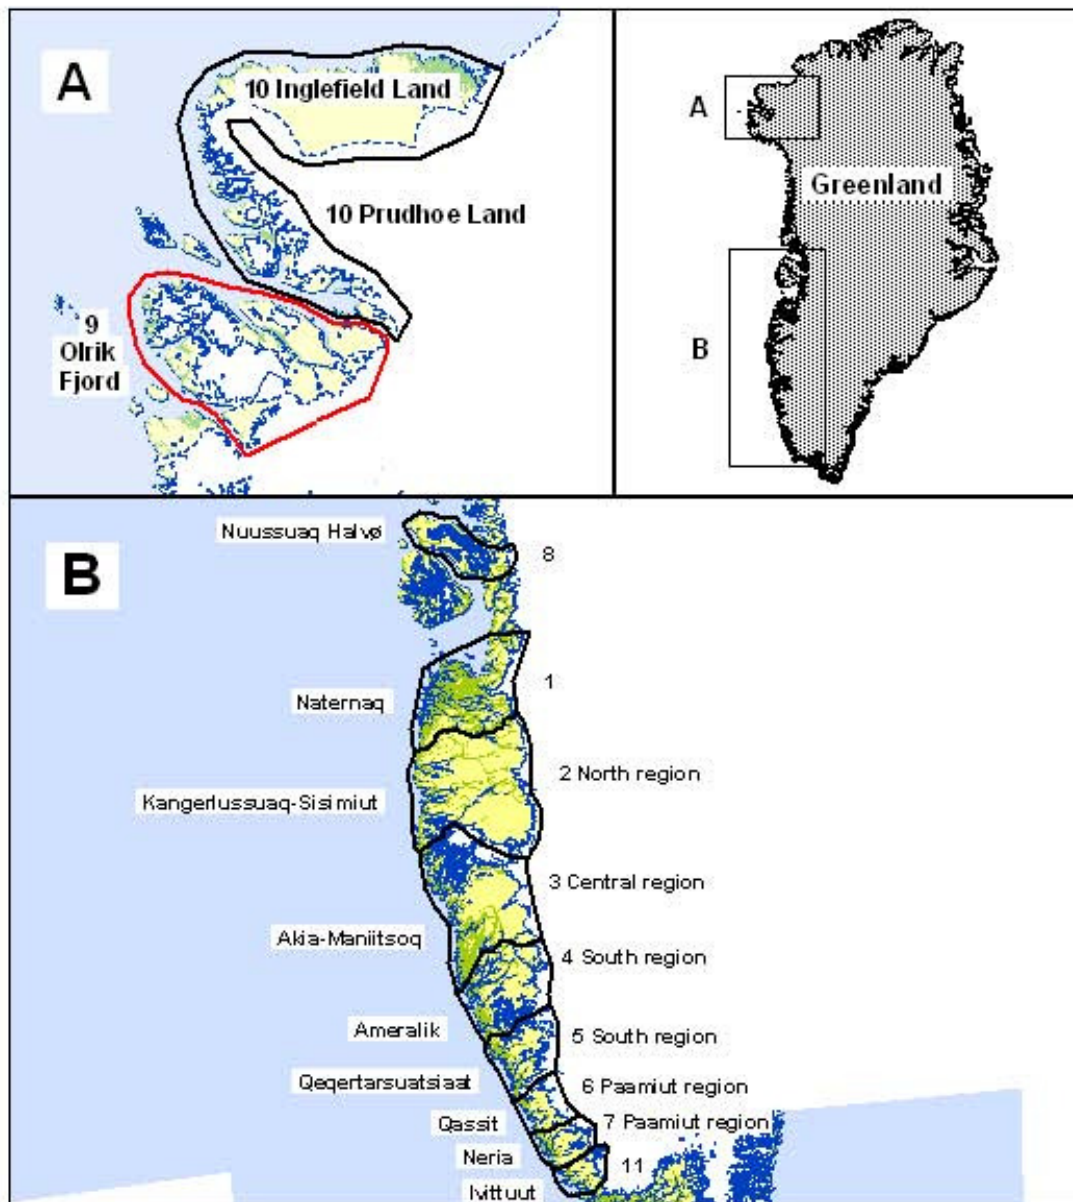 A
10 Inglefield Land
10 Prudhoe Land
9
Olrik
Fjord
A
Greenland
B
B
Nuussuaq Halvø
8
1
Naternaq
2 North region
Kangerlussuaq-Sisimiut
3 Central region
Akia-Maniitsoq
4 South region
Ameralik
5 South region
Qeqertarsuatsiaat
6 Paamiut region
Qassit
7 Paamiut region
Neria
11
Ivittuut